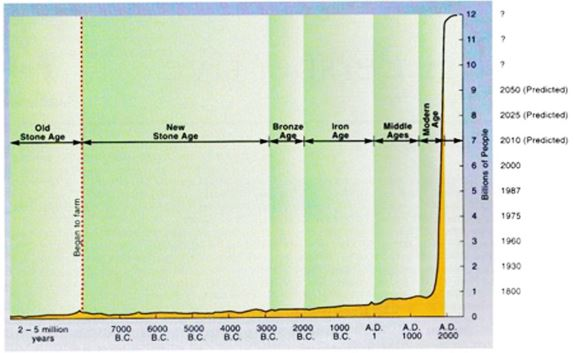 12 ?
11 ?
10 ?
9 2050 (Predicted)
8 2025 (Predicted)
Old
Stone Age
New
Stone Age
Bronze
Age
Iron
Age
Middle
Ages
Modern
Age
7 2010 (Predicted)
6 2000
5 1987
4 1975
3 1960
2 1930
1 1800
0
Billions of People
Began to farm
2 – 5 million
years
7000
B.C.
6000
B.C.
5000
B.C.
4000
B.C.
3000
B.C.
2000
B.C.
1000
B.C.
A.D.
1
A.D.
1000
A.D.
2000